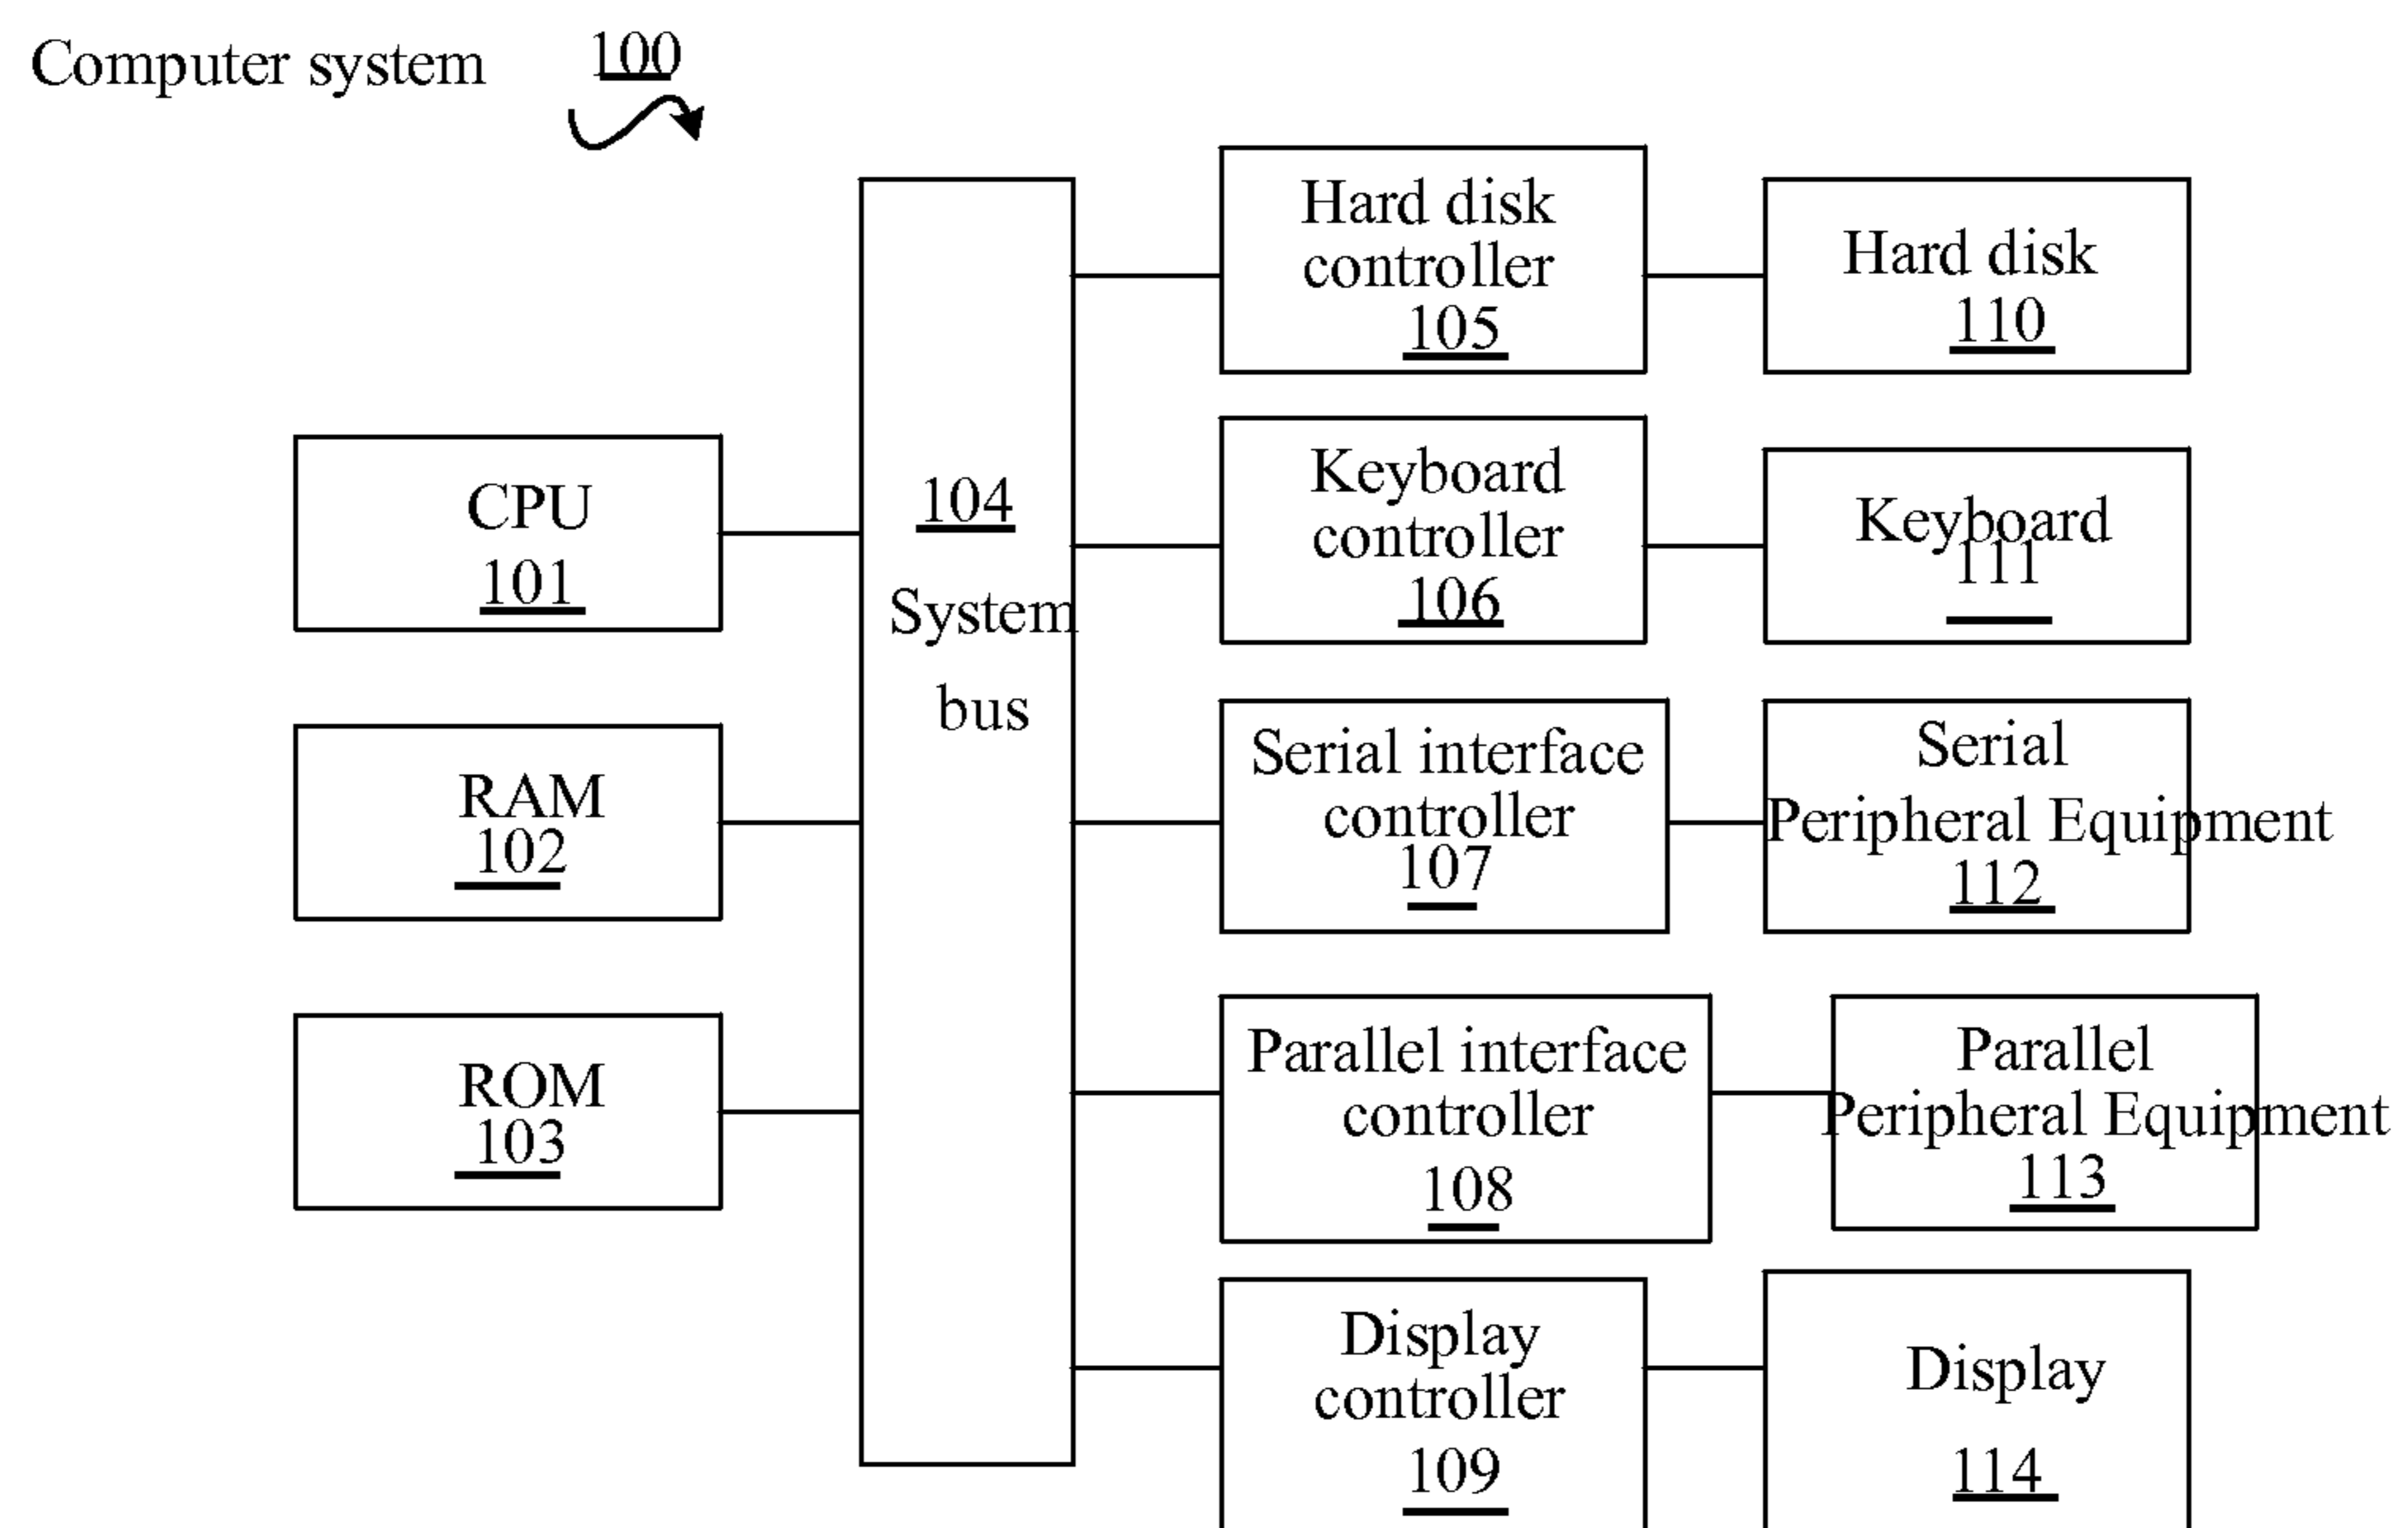 Computer system 100
Hard disk
controller
105
Hard disk
110
CPU
101
104
System
bus
Keyboard
controller
106
Keyboard
111
RAM
102
Serial interface
controller
107
Serial
Peripheral Equipment
112
ROM
103
Parallel interface
controller
108
Parallel
Peripheral Equipment
113
Display
controller
109
Display
114